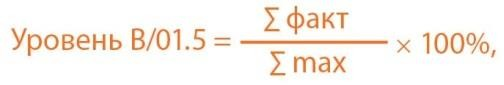 Уровень B/01.5 = ∑ факт / ∑ max × 100%,